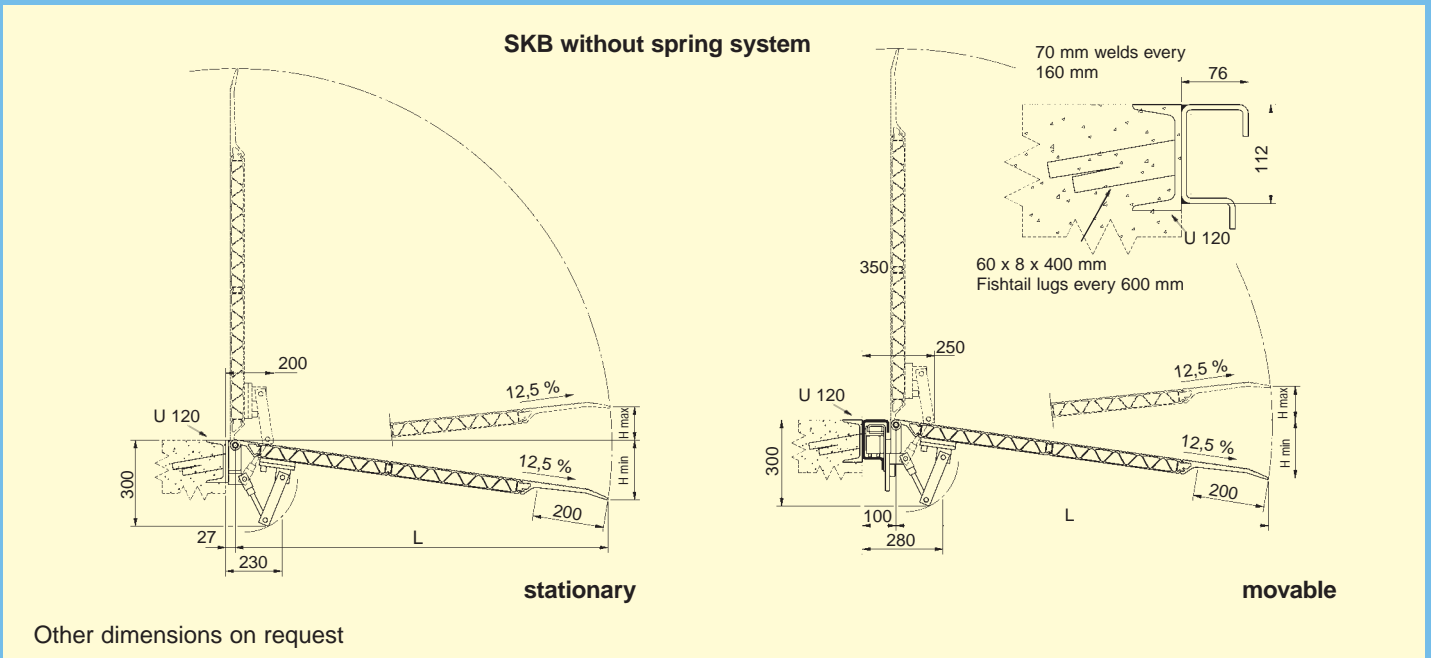 SKB without spring system
70 mm welds every
160 mm
76
112
U 120
60 x 8 x 400 mm
Fishtail lugs every 600 mm
200
12,5 %
H max
U 120
300
12,5 %
H min
200
27
L
230
stationary
350
250
12,5 %
H max
U 120
300
12,5 %
H min
200
100
L
280
movable
Other dimensions on request